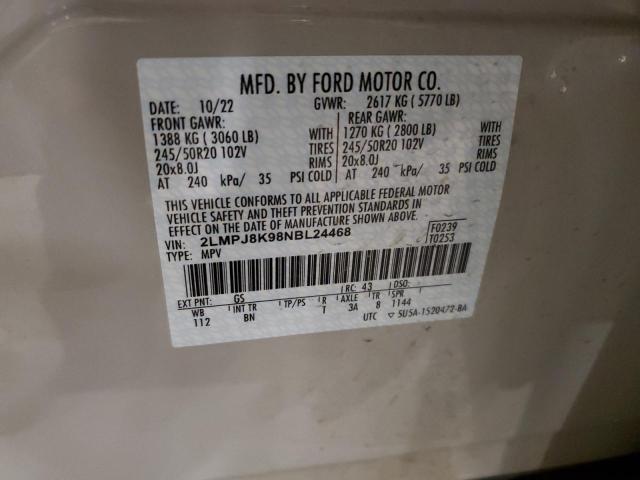 MFD. BY FORD MOTOR CO.
DATE: 10/22 GVWR: 2617 KG ( 5770 LB)
FRONT GAWR: REAR GAWR:
1388 KG ( 3060 LB) WITH 1270 KG ( 2800 LB) WITH
245/50R20 102V TIRES 245/50R20 102V TIRES
20x8.0J RIMS 20x8.0J RIMS
AT 240 kPa/ 35 PSI COLD AT 240 kPa/ 35 PSI COLD
THIS VEHICLE CONFORMS TO ALL APPLICABLE FEDERAL MOTOR
VEHICLE SAFETY AND THEFT PREVENTION STANDARDS IN
EFFECT ON THE DATE OF MANUFACTURE SHOWN ABOVE.
VIN: 2LMPJ8K98NBL24468 F0239
TYPE: MPV T0253
EXT PNT: GS RC: 43 DSO:
WB INT TR TP/PS R AXLE TR SPR
112 BN T 3A 8 1144
UTC ▽ 5U5A-1520472-BA